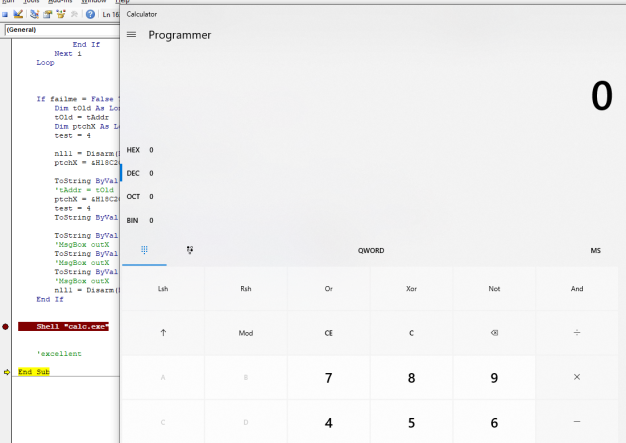 Run Tools Add-Ins Window Help
Ln 16
(General)
End If
Next i
Loop
If failme = False
Dim tOld As Lo
tOld = tAddr
Dim ptchX As L
test = 4
nlll = Disarm(
ptchX = &H18C2
ToString ByVal
'tAddr = tOld
ptchX = &H18C2
test = 4
ToString ByVal
ToString ByVal
'MsgBox outX
ToString ByVal
'MsgBox outX
ToString ByVal
'MsgBox outX
nlll = Disarm(
End If
Shell "calc.exe"
'excellent
End Sub
Calculator
Programmer
0
HEX 0
DEC 0
OCT 0
BIN 0
QWORD MS
Lsh Rsh Or Xor Not And
↑ Mod CE C ⌫ ÷
A B 7 8 9 ×
C D 4 5 6 −